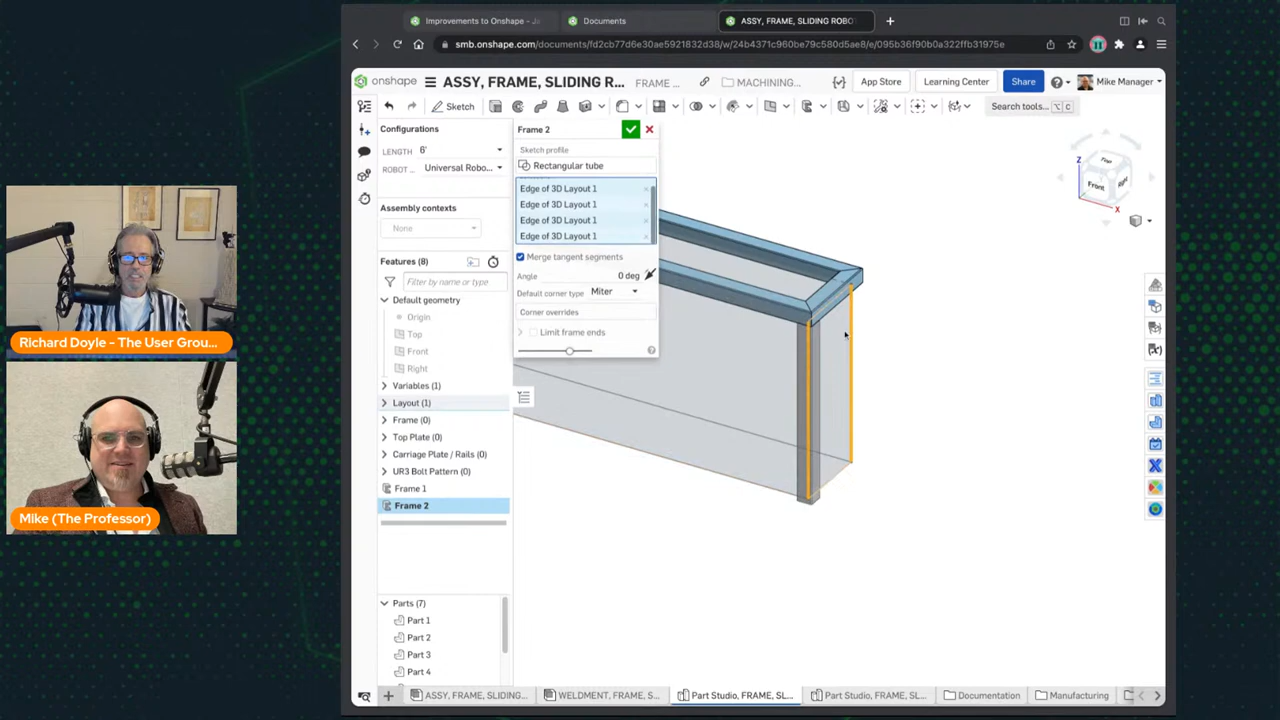 Improvements to Onshape - Ja
Documents
ASSY, FRAME, SLIDING ROBO
smb.onshape.com/documents/fd2cb77d6e30ae5921832d38/w/24b4371c960be79c580d5ae8/e/095b36f90b0a322ffb31975e
onshape
ASSY, FRAME, SLIDING R...
FRAME ...
MACHINING...
App Store
Learning Center
Share
Mike Manager
Sketch
Search tools...
C
Configurations
LENGTH 6'
ROBOT ... Universal Robo...
Assembly contexts
None
Features (8)
Filter by name or type
Default geometry
Origin
Top
Front
Right
Variables (1)
Layout (1)
Frame (0)
Top Plate (0)
Carriage Plate / Rails (0)
UR3 Bolt Pattern (0)
Frame 1
Frame 2
Parts (7)
Part 1
Part 2
Part 3
Part 4
Frame 2
Sketch profile
Rectangular tube
Edge of 3D Layout 1
Edge of 3D Layout 1
Edge of 3D Layout 1
Edge of 3D Layout 1
Merge tangent segments
Angle 0 deg
Default corner type Miter
Corner overrides
Limit frame ends
Z
Top
Front
Right
X
Richard Doyle - The User Grou...
Mike (The Professor)
ASSY, FRAME, SLIDING...
WELDMENT, FRAME, S...
Part Studio, FRAME, SL...
Part Studio, FRAME, SL...
Documentation
Manufacturing